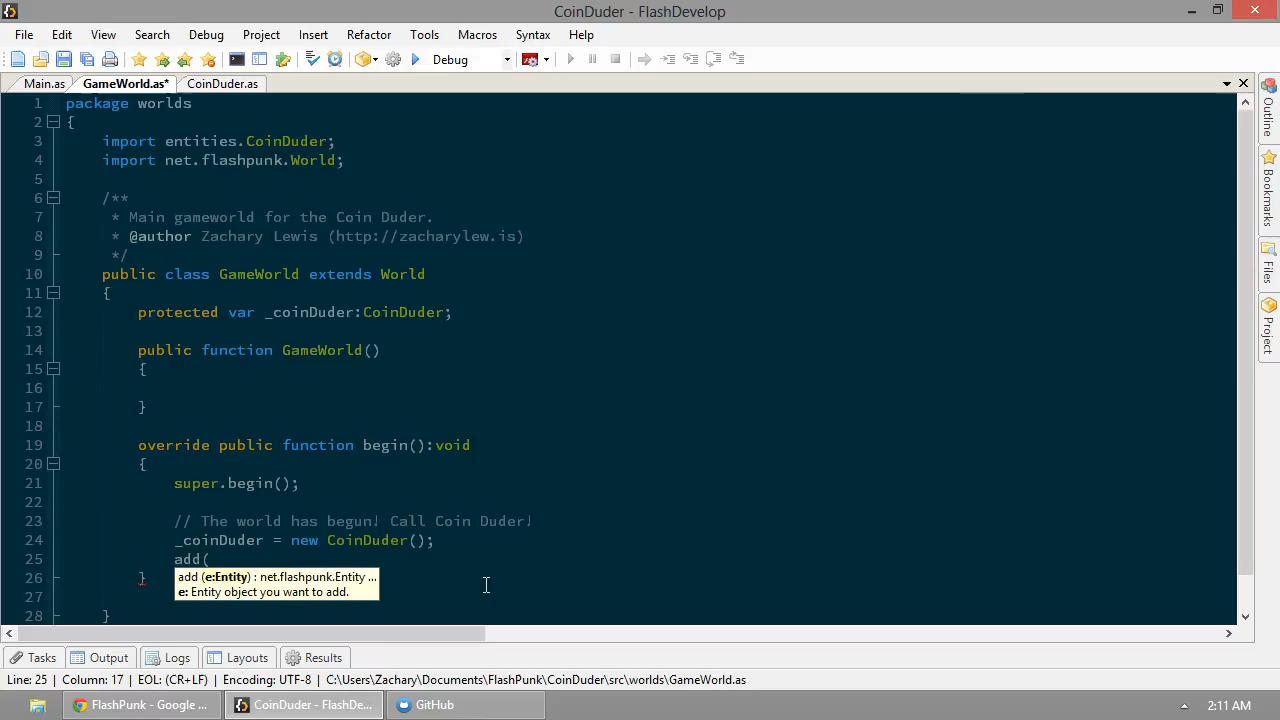 CoinDuder - FlashDevelop
File Edit View Search Debug Project Insert Refactor Tools Macros Syntax Help
Debug
Main.as GameWorld.as* CoinDuder.as
1 package worlds
2 {
3 import entities.CoinDuder;
4 import net.flashpunk.World;
5
6 /**
7 * Main gameworld for the Coin Duder.
8 * @author Zachary Lewis (http://zacharylew.is)
9 */
10 public class GameWorld extends World
11 {
12 protected var _coinDuder:CoinDuder;
13
14 public function GameWorld()
15 {
16
17 }
18
19 override public function begin():void
20 {
21 super.begin();
22
23 // The world has begun! Call Coin Duder!
24 _coinDuder = new CoinDuder();
25 add(
26 }
add (e:Entity) : net.flashpunk.Entity ...
e: Entity object you want to add.
27
28 }
Outline
Bookmarks
Files
Project
Tasks Output Logs Layouts Results
Line: 25 | Column: 17 | EOL: (CR+LF) | Encoding: UTF-8 | C:\Users\Zachary\Documents\FlashPunk\CoinDuder\src\worlds\GameWorld.as
FlashPunk - Google ... CoinDuder - FlashDe... GitHub 2:11 AM